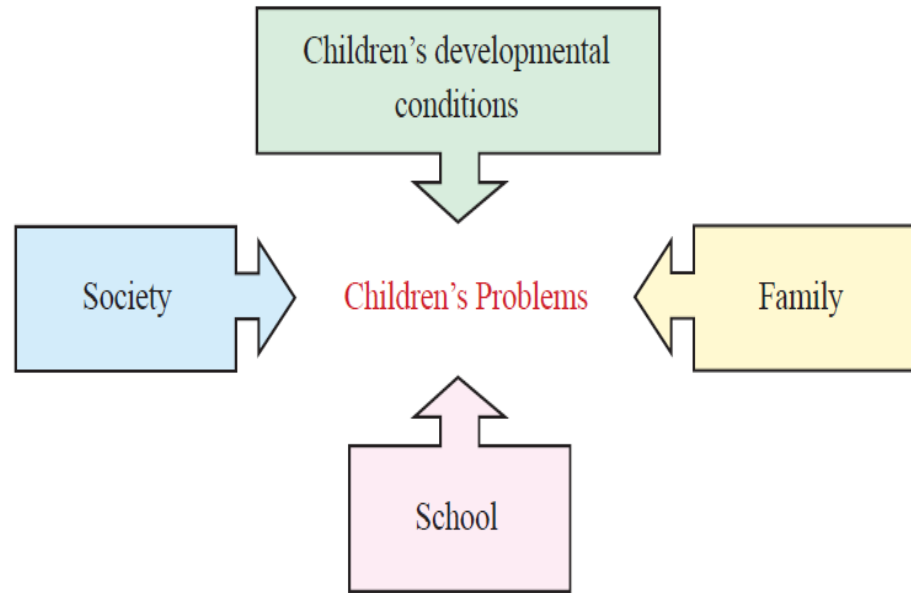 Children’s developmental
conditions
Society
Children’s Problems
Family
School